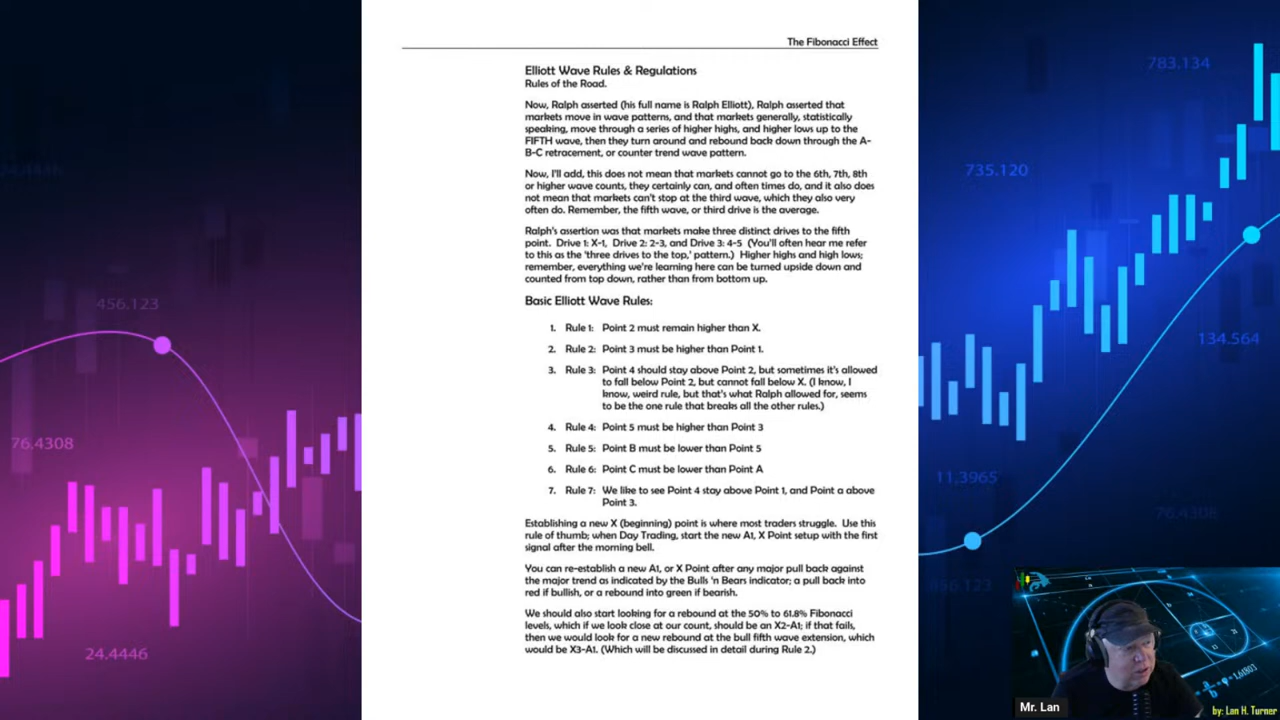 The Fibonacci Effect
Elliott Wave Rules & Regulations
Rules of the Road.
Now, Ralph asserted (his full name is Ralph Elliott), Ralph asserted that
markets move in wave patterns, and that markets generally, statistically
speaking, move through a series of higher highs, and higher lows up to the
FIFTH wave, then they turn around and rebound back down through the A-
B-C retracement, or counter trend wave pattern.
Now, I'll add, this does not mean that markets cannot go to the 6th, 7th, 8th
or higher wave counts, they certainly can, and often times do, and it also does
not mean that markets can't stop at the third wave, which they also very
often do. Remember, the fifth wave, or third drive is the average.
Ralph's assertion was that markets make three distinct drives to the fifth
point. Drive 1: X-1, Drive 2: 2-3, and Drive 3: 4-5 (You'll often hear me refer
to this as the 'three drives to the top,' pattern.) Higher highs and high lows;
remember, everything we're learning here can be turned upside down and
counted from top down, rather than from bottom up.
Basic Elliott Wave Rules:
1. Rule 1: Point 2 must remain higher than X.
2. Rule 2: Point 3 must be higher than Point 1.
3. Rule 3: Point 4 should stay above Point 2, but sometimes it's allowed
to fall below Point 2, but cannot fall below X. (I know, I
know, weird rule, but that's what Ralph allowed for, seems
to be the one rule that breaks all the other rules.)
4. Rule 4: Point 5 must be higher than Point 3
5. Rule 5: Point B must be lower than Point 5
6. Rule 6: Point C must be lower than Point A
7. Rule 7: We like to see Point 4 stay above Point 1, and Point a above
Point 3.
Establishing a new X (beginning) point is where most traders struggle. Use this
rule of thumb; when Day Trading, start the new A1, X Point setup with the first
signal after the morning bell.
You can re-establish a new A1, or X Point after any major pull back against
the major trend as indicated by the Bulls 'n Bears indicator; a pull back into
red if bullish, or a rebound into green if bearish.
We should also start looking for a rebound at the 50% to 61.8% Fibonacci
levels, which if we look close at our count, should be an X2-A1; if that fails,
then we would look for a new rebound at the bull fifth wave extension, which
would be X3-A1. (Which will be discussed in detail during Rule 2.)
456.123
76.4308
24.4446
783.134
735.120
134.564
11,3965
76.4308
956.123
Mr. Lan
by: Lan H. Turner